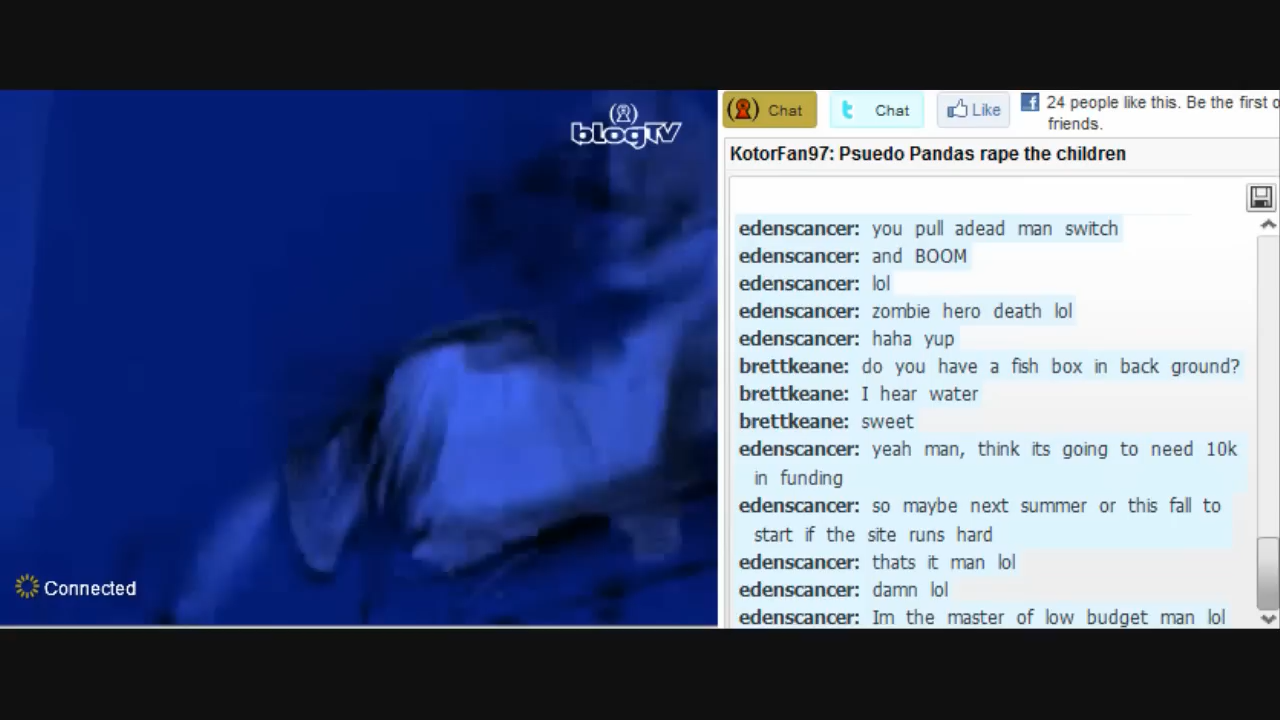 blogTV
Connected
Chat
Chat
Like
24 people like this. Be the first o
friends.
KotorFan97: Psuedo Pandas rape the children
edenscancer: you pull adead man switch
edenscancer: and BOOM
edenscancer: lol
edenscancer: zombie hero death lol
edenscancer: haha yup
brettkeane: do you have a fish box in back ground?
brettkeane: I hear water
brettkeane: sweet
edenscancer: yeah man, think its going to need 10k
in funding
edenscancer: so maybe next summer or this fall to
start if the site runs hard
edenscancer: thats it man lol
edenscancer: damn lol
edenscancer: Im the master of low budget man lol